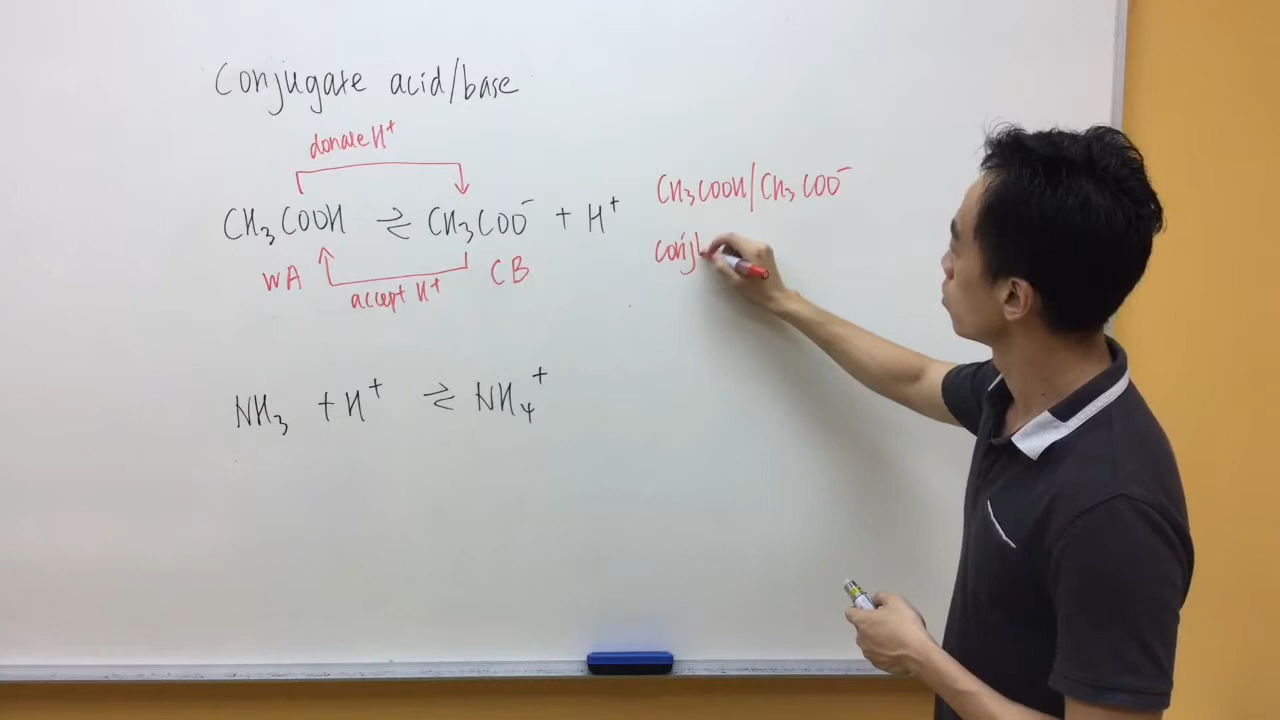 Conjugate acid/base
donate H⁺
CH₃COOH ⇌ CH₃COO⁻ + H⁺
WA
CB
accept H⁺
NH₃ + H⁺ ⇌ NH₄⁺
CH₃COOH/CH₃COO⁻
conj